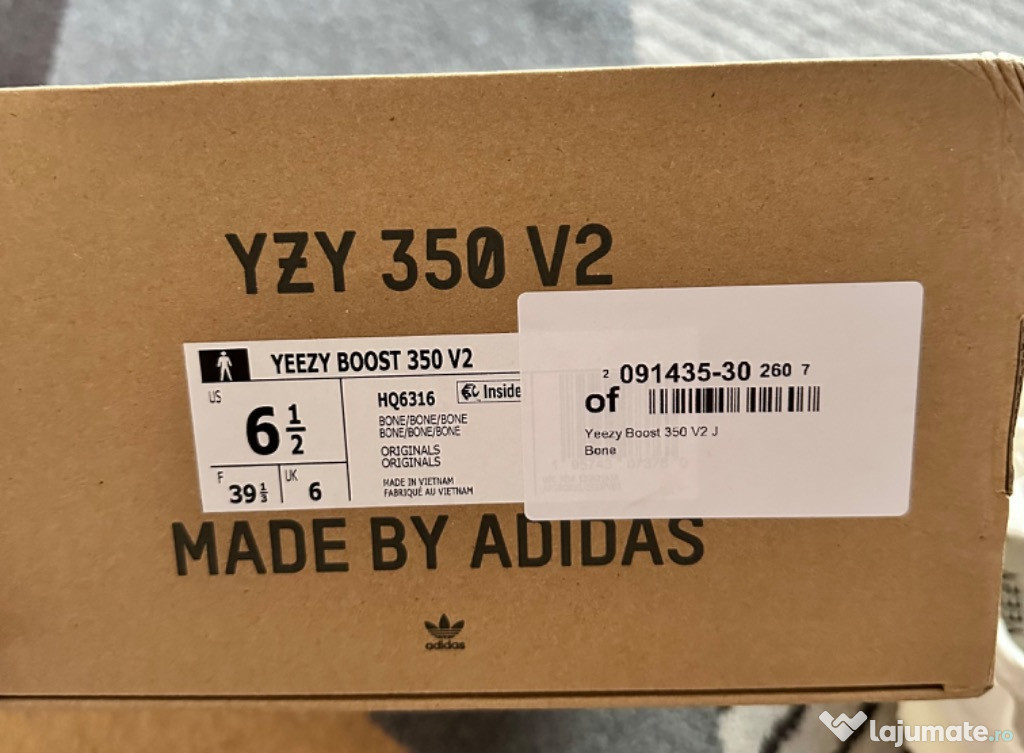 YZY 350 V2
YEEZY BOOST 350 V2
US
6 1/2
F
39 1/3
UK
6
HQ6316
Inside
BONE/BONE/BONE
BONE/BONE/BONE
ORIGINALS
ORIGINALS
MADE IN VIETNAM
FABRIQUÉ AU VIETNAM
2 091435-30 260 7
of
Yeezy Boost 350 V2 J
Bone
MADE BY ADIDAS
adidas
lajumate.ro